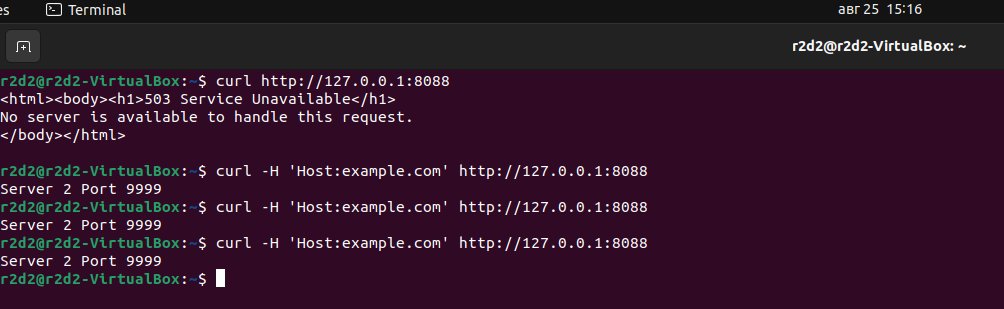 es Terminal авг 25 15:16
r2d2@r2d2-VirtualBox: ~
r2d2@r2d2-VirtualBox:~$ curl http://127.0.0.1:8088
<html><body><h1>503 Service Unavailable</h1>
No server is available to handle this request.
</body></html>
r2d2@r2d2-VirtualBox:~$ curl -H 'Host:example.com' http://127.0.0.1:8088
Server 2 Port 9999
r2d2@r2d2-VirtualBox:~$ curl -H 'Host:example.com' http://127.0.0.1:8088
Server 2 Port 9999
r2d2@r2d2-VirtualBox:~$ curl -H 'Host:example.com' http://127.0.0.1:8088
Server 2 Port 9999
r2d2@r2d2-VirtualBox:~$